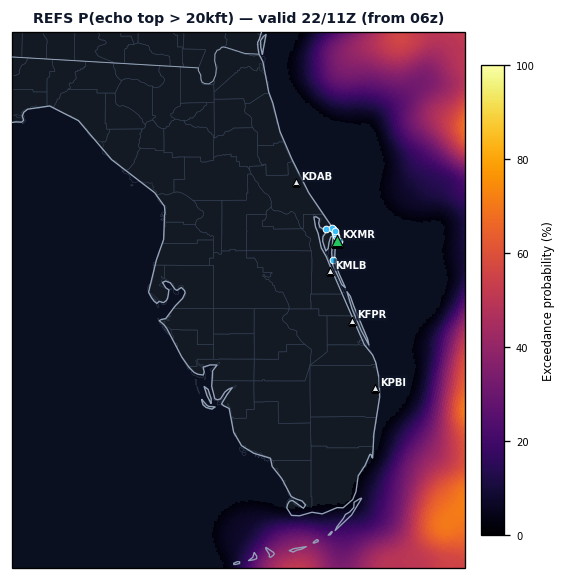 REFS P(echo top > 20kft) — valid 22/11Z (from 06z)
KDAB
KXMR
KMLB
KFPR
KPBI
100
80
60
40
20
0
Exceedance probability (%)